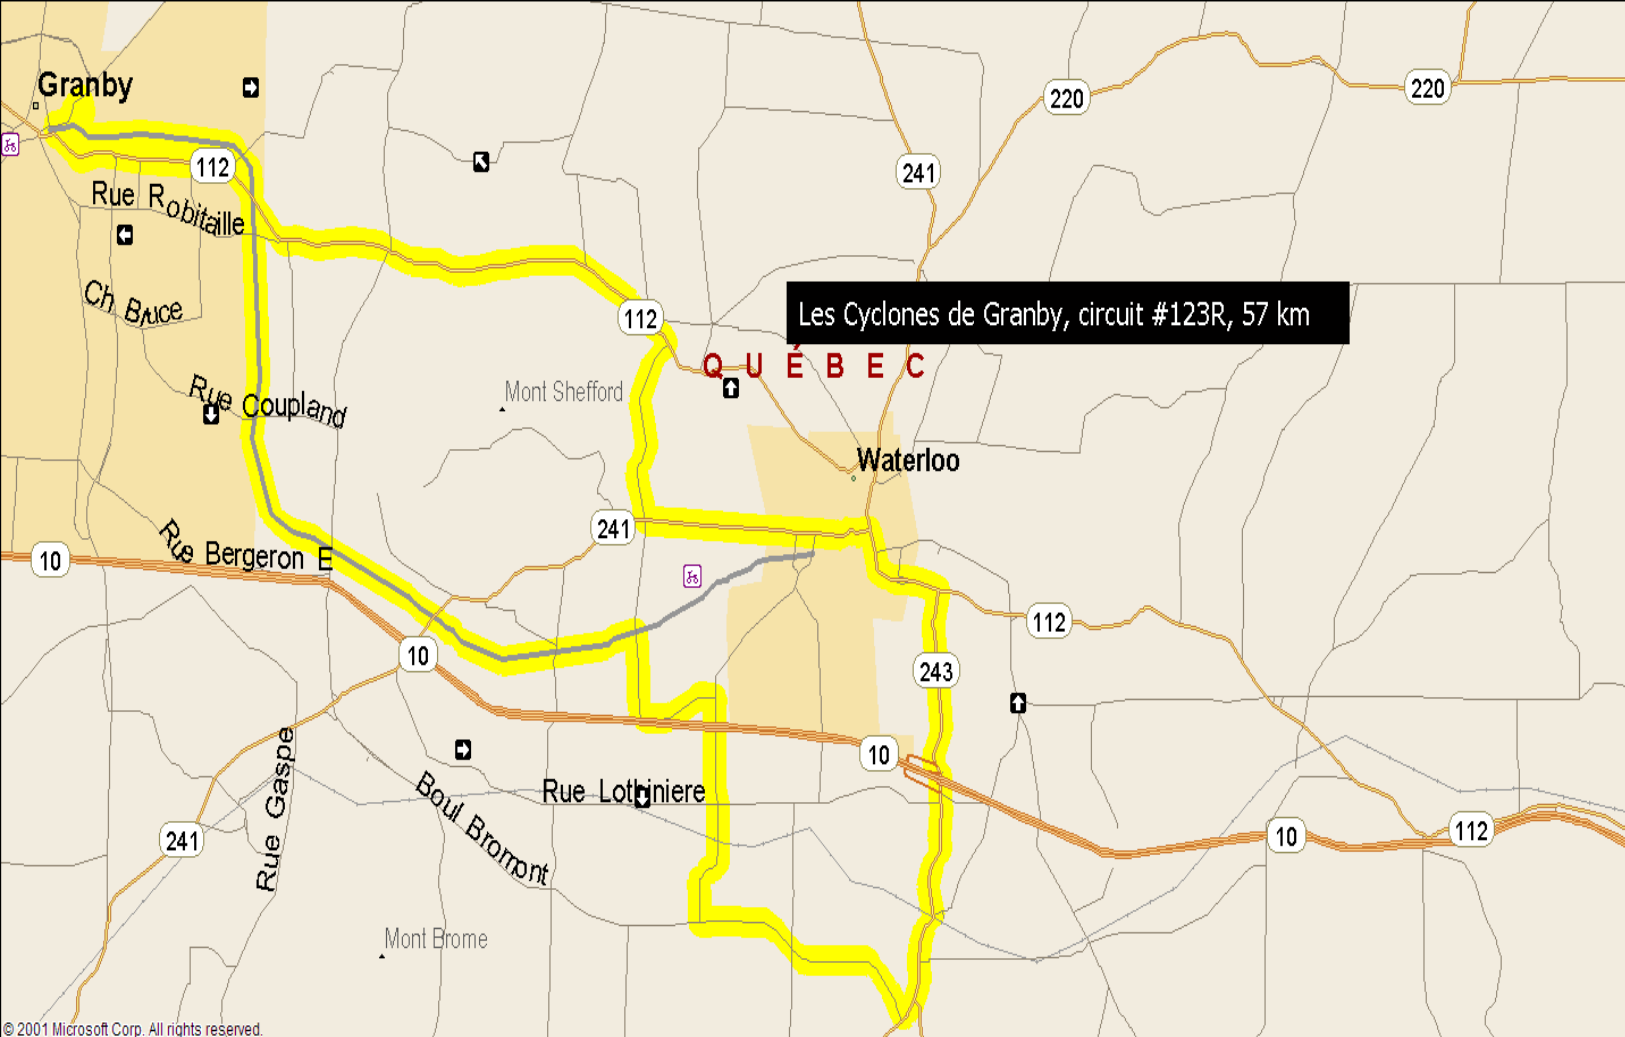 Granby
220
220
112
241
Rue Robitaille
Ch Bruce
112
Les Cyclones de Granby, circuit #123R, 57 km
QUÉBEC
Mont Shefford
Rue Coupland
Waterloo
241
Rue Bergeron E
10
112
10
243
10
Rue Gaspe
Boul Bromont
Rue Lotbiniere
241
10
112
Mont Brome
© 2001 Microsoft Corp. All rights reserved.